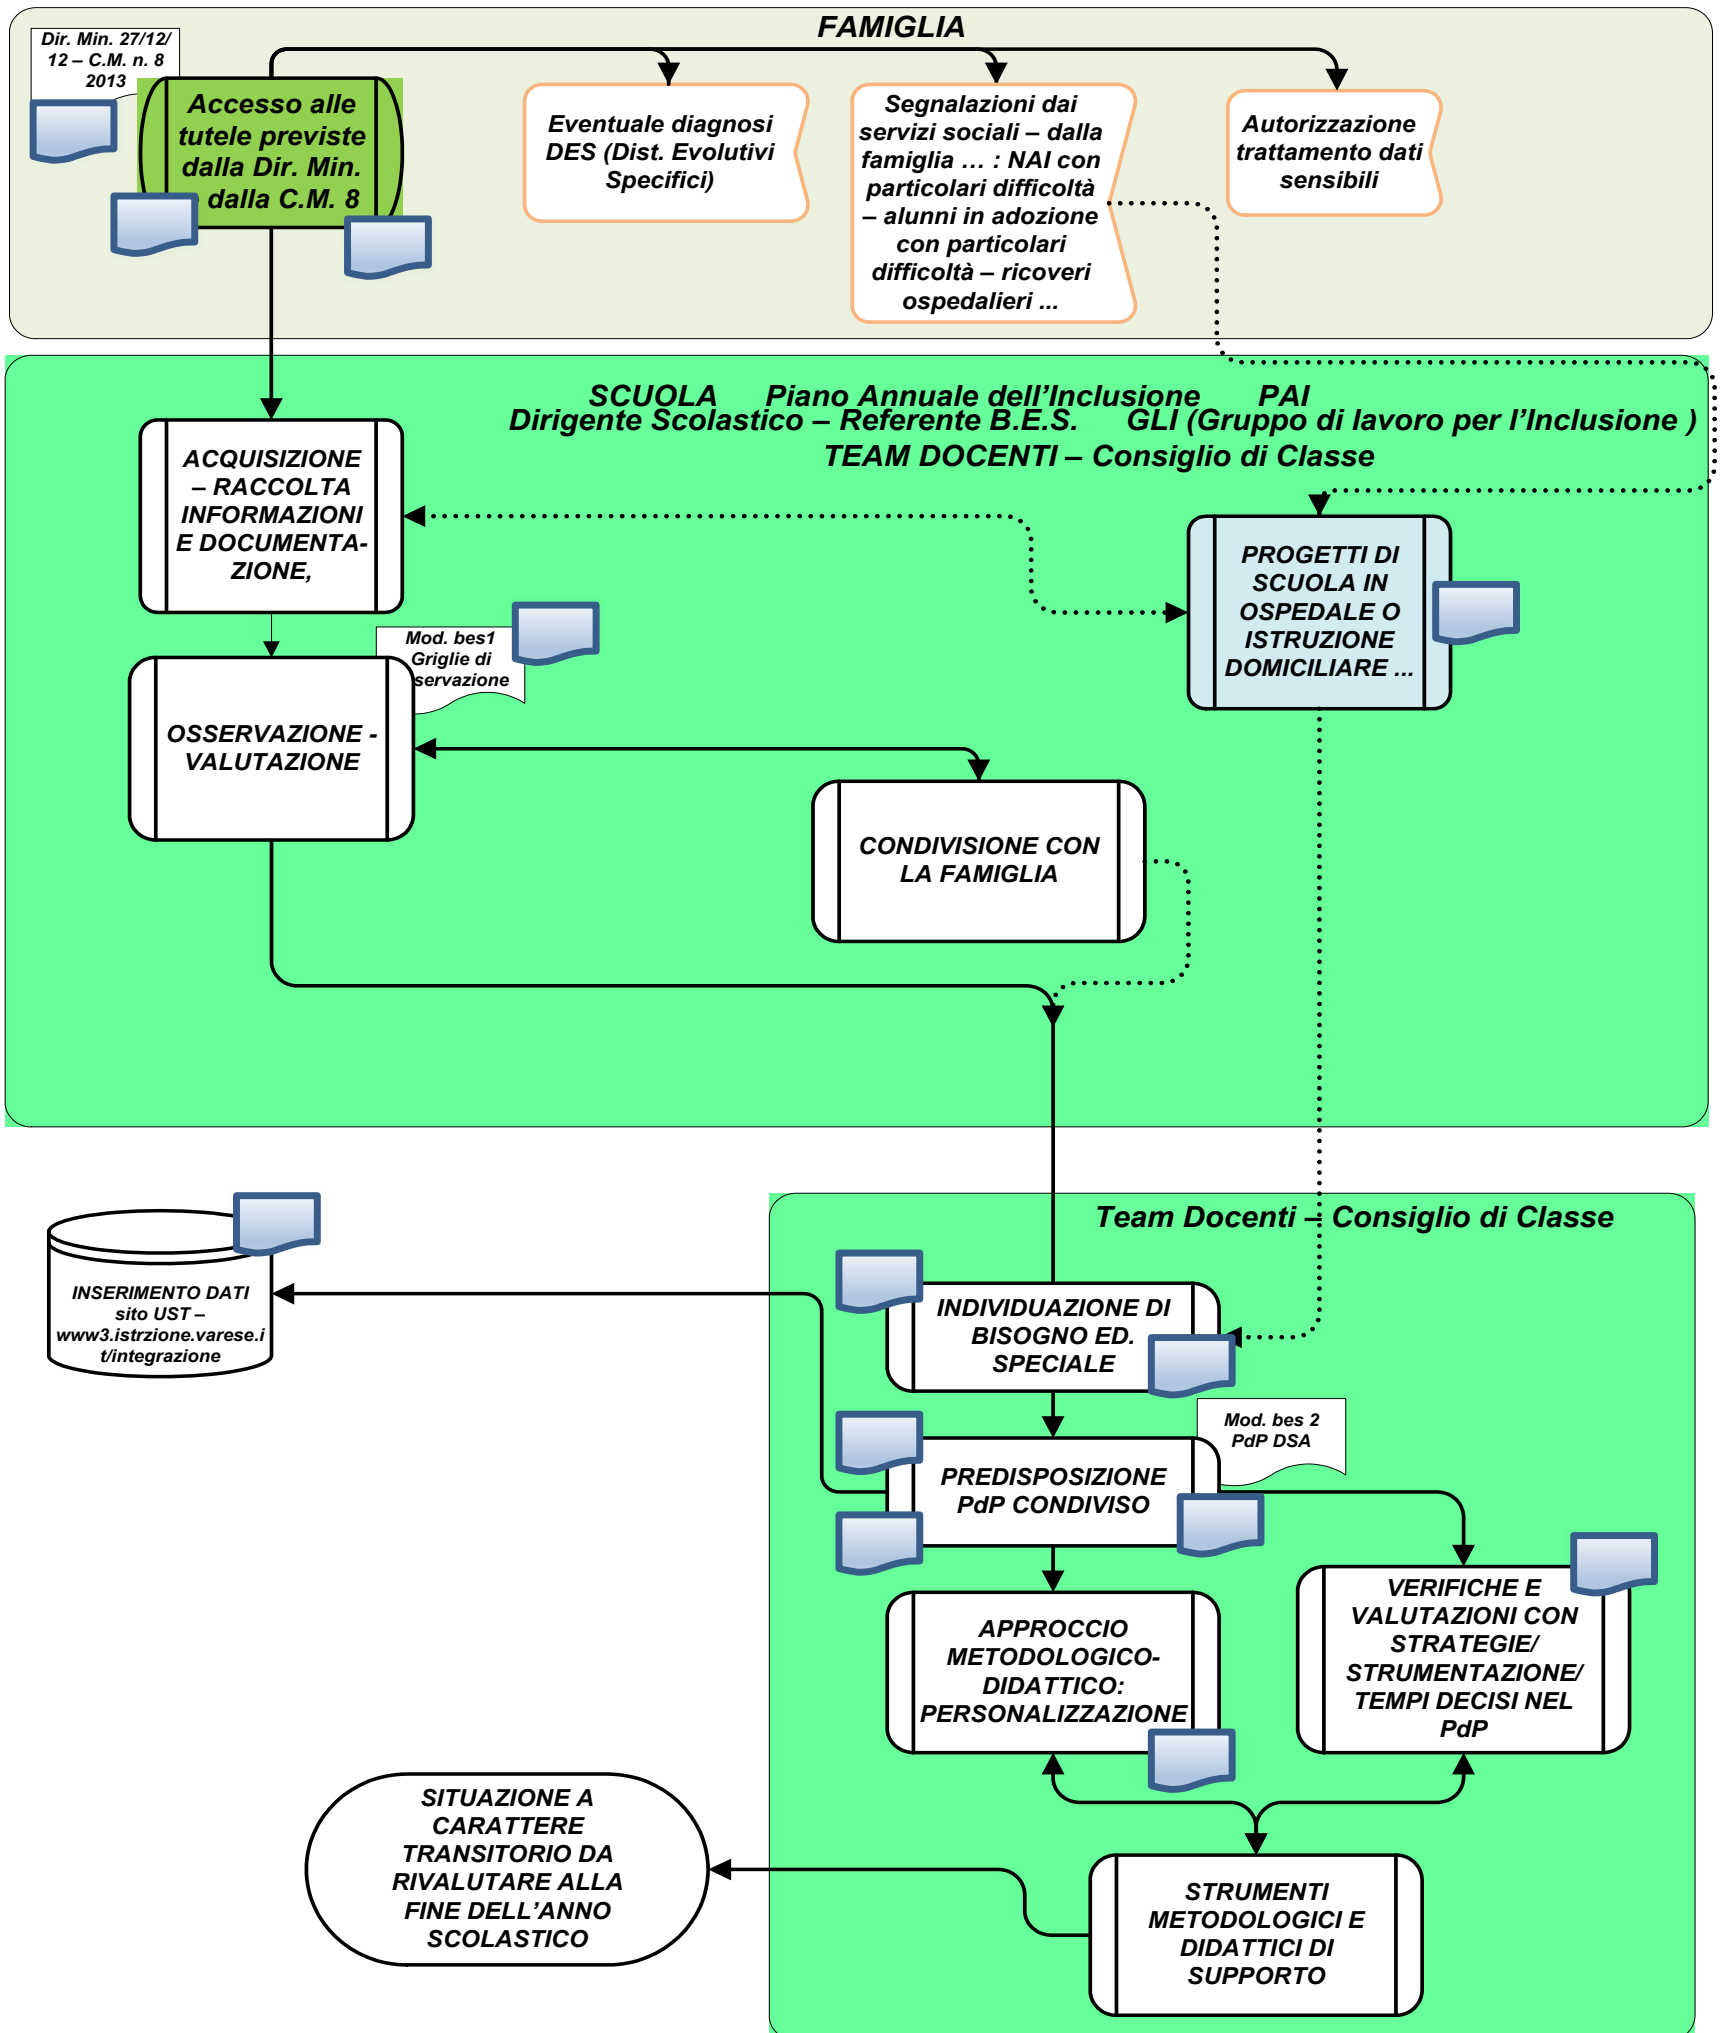 FAMIGLIA
Dir. Min. 27/12/
12 – C.M. n. 8
2013
Accesso alle
tutele previste
dalla Dir. Min.
dalla C.M. 8
Eventuale diagnosi
DES (Dist. Evolutivi
Specifici)
Segnalazioni dai
servizi sociali – dalla
famiglia ... : NAI con
particolari difficoltà
– alunni in adozione
con particolari
difficoltà – ricoveri
ospedalieri ...
Autorizzazione
trattamento dati
sensibili
SCUOLA Piano Annuale dell'Inclusione PAI
Dirigente Scolastico – Referente B.E.S. GLI (Gruppo di lavoro per l'Inclusione )
TEAM DOCENTI – Consiglio di Classe
ACQUISIZIONE
– RACCOLTA
INFORMAZIONI
E DOCUMENTA-
ZIONE,
PROGETTI DI
SCUOLA IN
OSPEDALE O
ISTRUZIONE
DOMICILIARE ...
Mod. bes1
Griglie di
servazione
OSSERVAZIONE -
VALUTAZIONE
CONDIVISIONE CON
LA FAMIGLIA
Team Docenti – Consiglio di Classe
INSERIMENTO DATI
sito UST –
www3.istrzione.varese.i
t/integrazione
INDIVIDUAZIONE DI
BISOGNO ED.
SPECIALE
Mod. bes 2
PdP DSA
PREDISPOSIZIONE
PdP CONDIVISO
APPROCCIO
METODOLOGICO-
DIDATTICO:
PERSONALIZZAZIONE
VERIFICHE E
VALUTAZIONI CON
STRATEGIE/
STRUMENTAZIONE/
TEMPI DECISI NEL
PdP
SITUAZIONE A
CARATTERE
TRANSITORIO DA
RIVALUTARE ALLA
FINE DELL'ANNO
SCOLASTICO
STRUMENTI
METODOLOGICI E
DIDATTICI DI
SUPPORTO